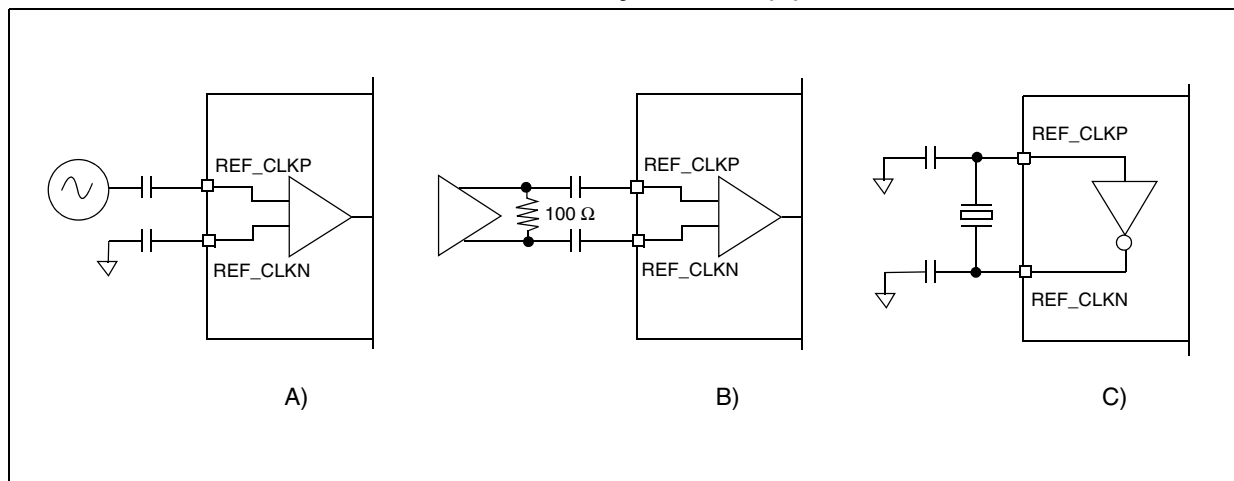 REF_CLKP
REF_CLKN
A)
REF_CLKP
100 Ω
REF_CLKN
B)
REF_CLKP
REF_CLKN
C)